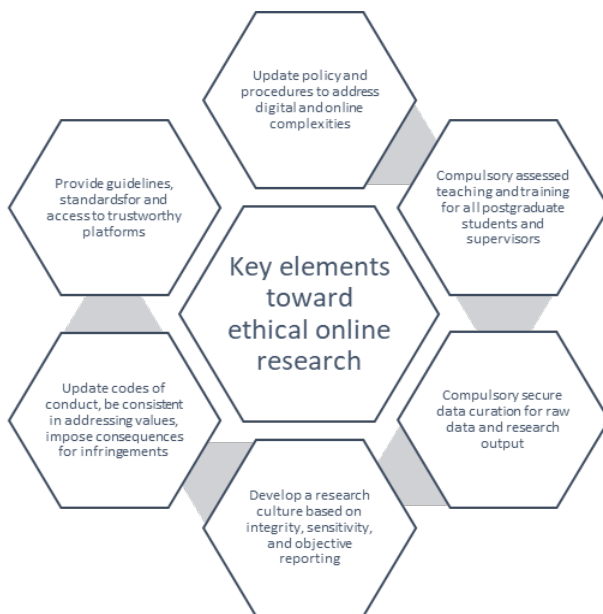 Update policy and
procedures to address
digital and online
complexities
Compulsory assessed
teaching and training
for all postgraduate
students and
supervisors
Compulsory secure
data curation for raw
data and research
output
Develop a research
culture based on
integrity, sensitivity,
and objective
reporting
Update codes of
conduct, be consistent
in addressing values,
impose consequences
for infringements
Provide guidelines,
standardsfor and
access to trustworthy
platforms
Key elements
toward
ethical online
research